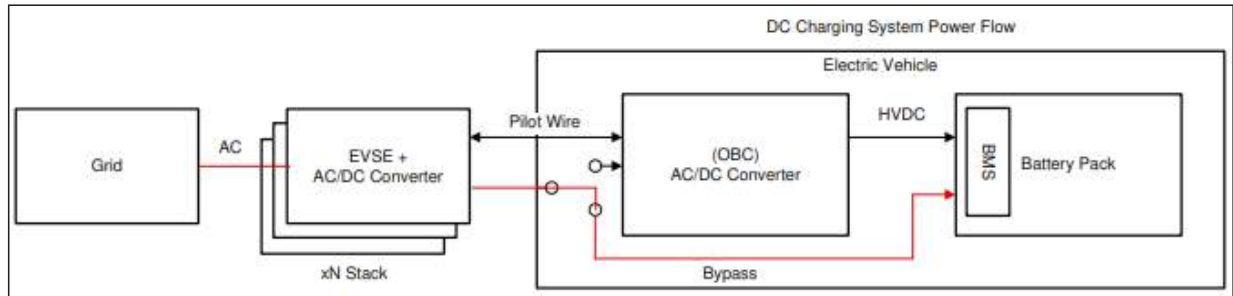 DC Charging System Power Flow
Electric Vehicle
Grid
AC
EVSE +
AC/DC Converter
xN Stack
Pilot Wire
(OBC)
AC/DC Converter
HVDC
BMS
Battery Pack
Bypass